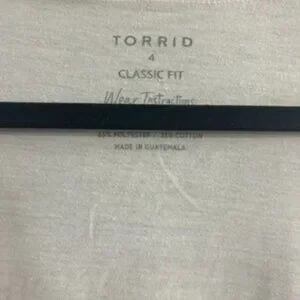 TORRID
4
CLASSIC FIT
Wear Instructions
65% POLYESTER / 35% COTTON
MADE IN GUATEMALA